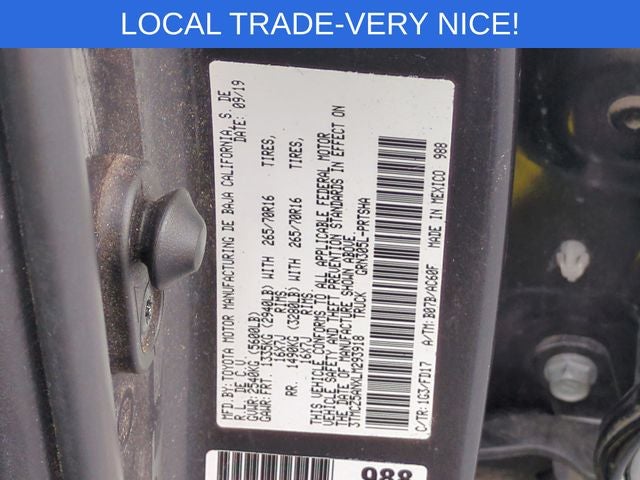 LOCAL TRADE-VERY NICE!
MFD.BY: TOYOTA MOTOR MANUFACTURING DE BAJA CALIFORNIA, S. DE
R.L. DE C.V. DATE: 09/19
GVWR: 2540KG (5600LB)
GAWR: FRT. 1335KG (2940LB) WITH 265/70R16 TIRES,
16X7J RIMS
RR. 1490KG (3280LB) WITH 265/70R16 TIRES,
16X7J RIMS
THIS VEHICLE CONFORMS TO ALL APPLICABLE FEDERAL MOTOR
VEHICLE SAFETY AND THEFT PREVENTION STANDARDS IN EFFECT ON
THE DATE OF MANUFACTURE SHOWN ABOVE.
3TMCZ5ANXLM293918 TRUCK GRN305L-PRTSHA
C/TR: 1G3/FD17 A/TM: B07B/AC60F MADE IN MEXICO 988
988